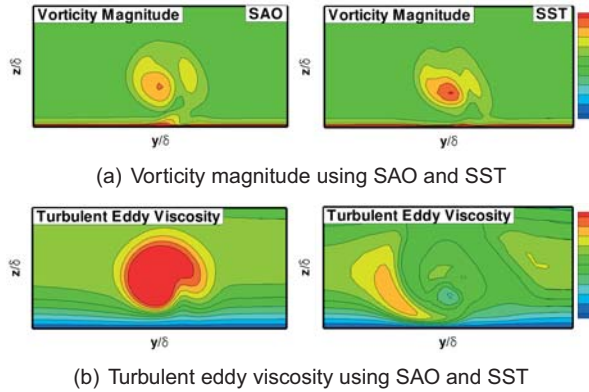 Vorticity Magnitude SAO
Vorticity Magnitude SST
z/δ
z/δ
y/δ
y/δ
(a) Vorticity magnitude using SAO and SST
Turbulent Eddy Viscosity
Turbulent Eddy Viscosity
z/δ
z/δ
y/δ
y/δ
(b) Turbulent eddy viscosity using SAO and SST